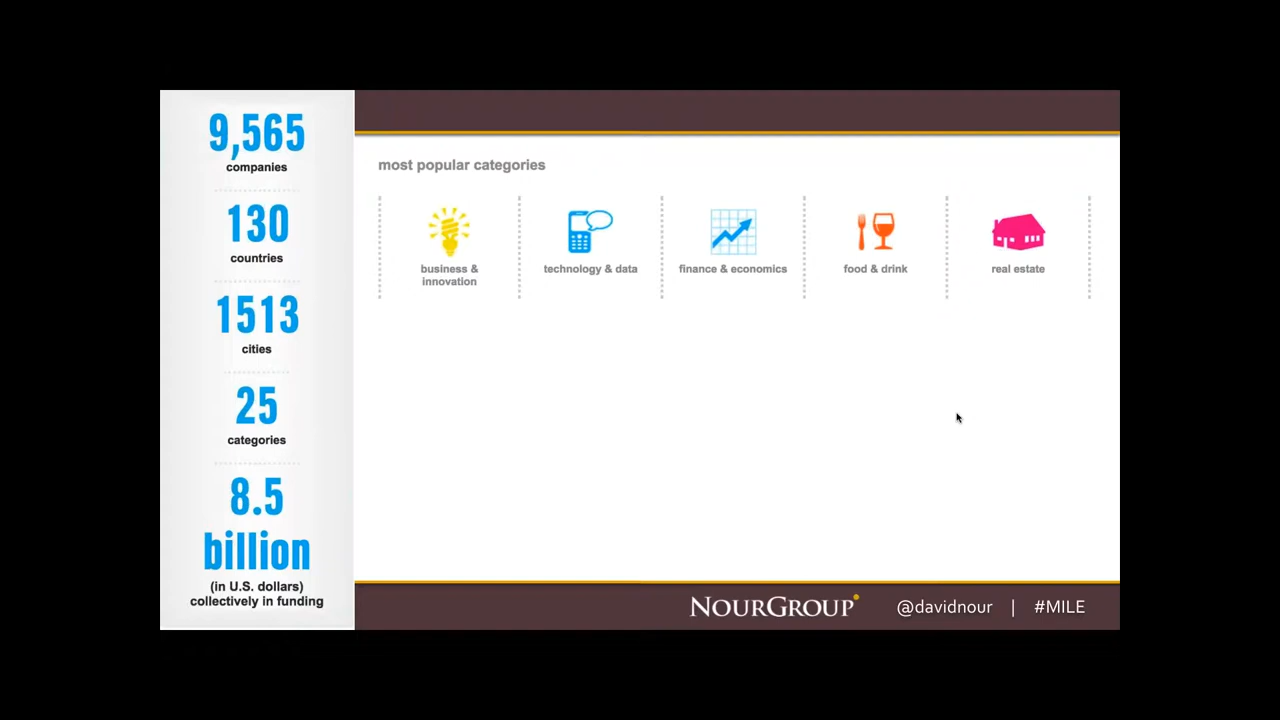 9,565
companies
130
countries
1513
cities
25
categories
8.5
billion
(in U.S. dollars)
collectively in funding
most popular categories
business &
innovation
technology & data
finance & economics
food & drink
real estate
NOURGROUP
@davidnour | #MILE